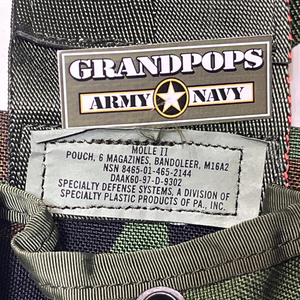 GRANDPOPS
ARMY NAVY
MOLLE II
POUCH, 6 MAGAZINES, BANDOLEER, M16A2
NSN 8465-01-465-2144
DAAK60-97-D-9302
SPECIALTY DEFENSE SYSTEMS, A DIVISION OF
SPECIALTY PLASTIC PRODUCTS OF PA., INC.